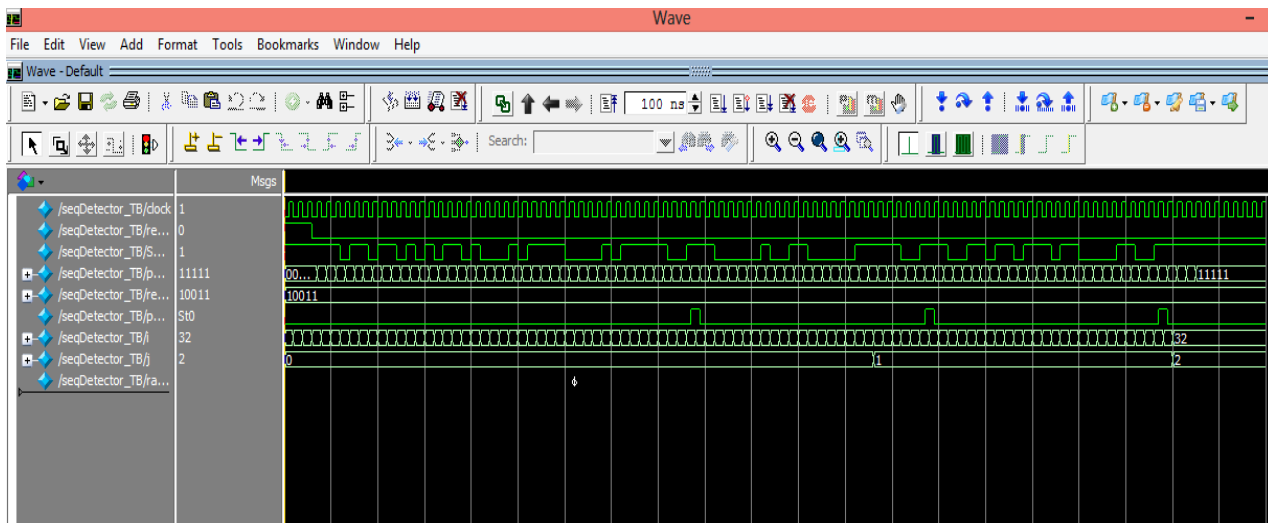 Wave
File Edit View Add Format Tools Bookmarks Window Help
Wave - Default
100 ns
Search:
Msgs
/seqDetector_TB/clock 1
/seqDetector_TB/re... 0
/seqDetector_TB/S... 1
/seqDetector_TB/p... 11111 00... 11111
/seqDetector_TB/re... 10011 10011
/seqDetector_TB/p... St0
/seqDetector_TB/i 32 32
/seqDetector_TB/j 2 0 1 2
/seqDetector_TB/ra...